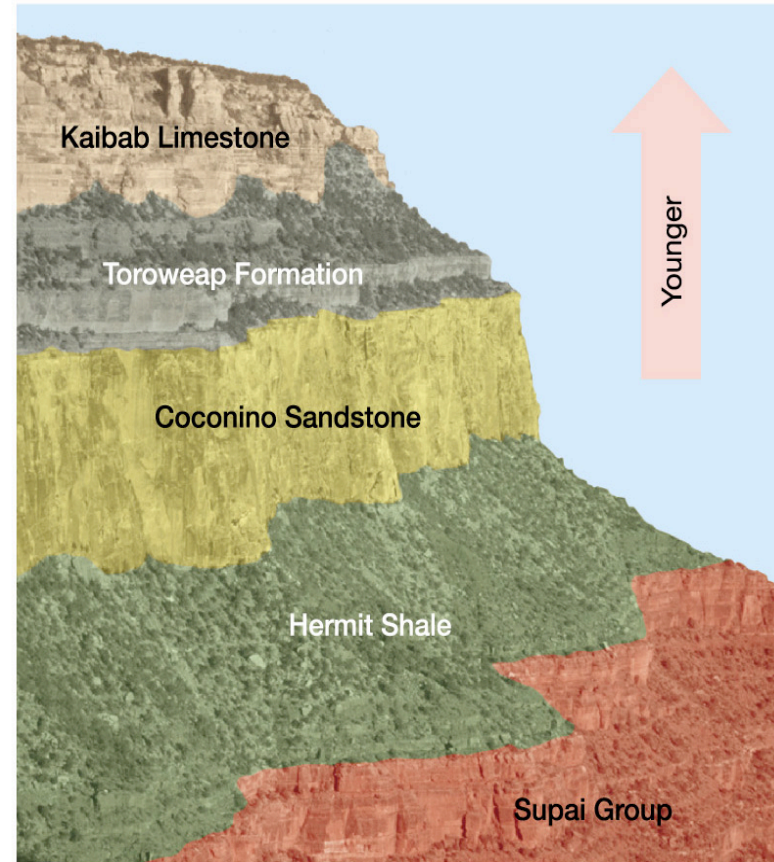 Kaibab Limestone
Younger
Toroweap Formation
Coconino Sandstone
Hermit Shale
Supai Group